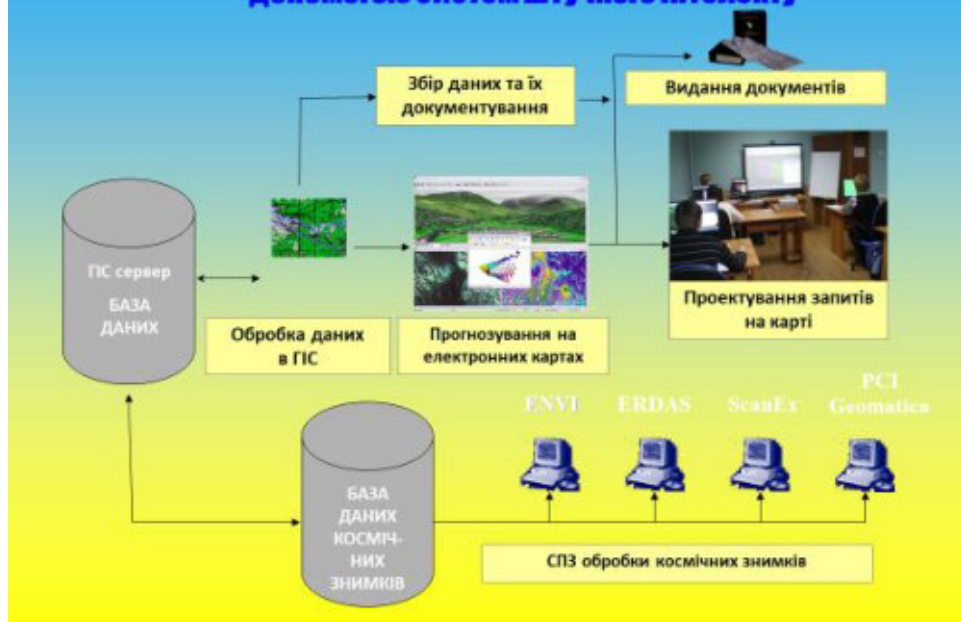 Збір даних та їх
документування
Видання документів
ГІС сервер
БАЗА
ДАНИХ
Обробка даних
в ГІС
Прогнозування на
електронних картах
Проектування запитів
на карті
ENVI
ERDAS
ScanEx
PCI
Geomatica
БАЗА
ДАНИХ
КОСМІЧ-
НИХ
ЗНИМКІВ
СПЗ обробки космічних знимків